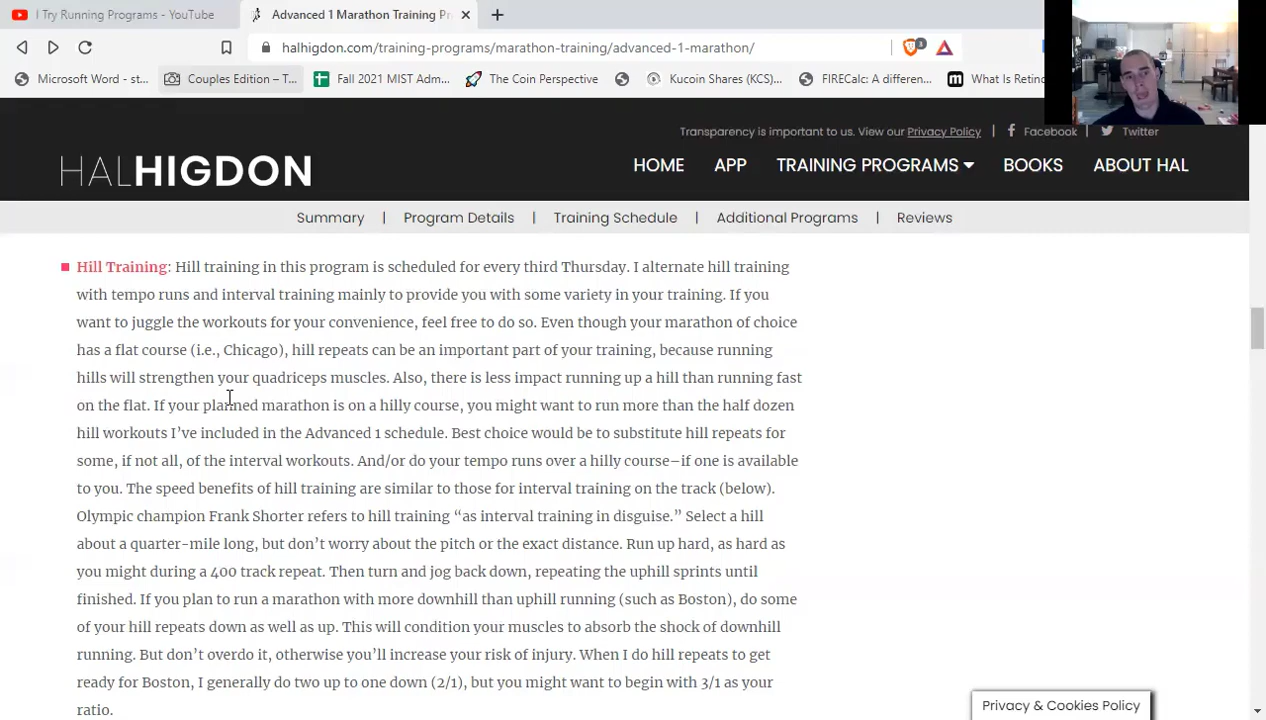 I Try Running Programs - YouTube
Advanced 1 Marathon Training Pr
halhigdon.com/training-programs/marathon-training/advanced-1-marathon/
1
Microsoft Word - st...
Couples Edition – T...
Fall 2021 MIST Adm...
The Coin Perspective
Kucoin Shares (KCS)...
FIRECalc: A differen...
What Is Retino
Transparency is important to us. View our Privacy Policy | Facebook | Twitter
HALHIGDON
HOME APP TRAINING PROGRAMS BOOKS ABOUT HAL
Summary | Program Details | Training Schedule | Additional Programs | Reviews
Hill Training: Hill training in this program is scheduled for every third Thursday. I alternate hill training
with tempo runs and interval training mainly to provide you with some variety in your training. If you
want to juggle the workouts for your convenience, feel free to do so. Even though your marathon of choice
has a flat course (i.e., Chicago), hill repeats can be an important part of your training, because running
hills will strengthen your quadriceps muscles. Also, there is less impact running up a hill than running fast
on the flat. If your planned marathon is on a hilly course, you might want to run more than the half dozen
hill workouts I’ve included in the Advanced 1 schedule. Best choice would be to substitute hill repeats for
some, if not all, of the interval workouts. And/or do your tempo runs over a hilly course–if one is available
to you. The speed benefits of hill training are similar to those for interval training on the track (below).
Olympic champion Frank Shorter refers to hill training “as interval training in disguise.” Select a hill
about a quarter-mile long, but don’t worry about the pitch or the exact distance. Run up hard, as hard as
you might during a 400 track repeat. Then turn and jog back down, repeating the uphill sprints until
finished. If you plan to run a marathon with more downhill than uphill running (such as Boston), do some
of your hill repeats down as well as up. This will condition your muscles to absorb the shock of downhill
running. But don’t overdo it, otherwise you’ll increase your risk of injury. When I do hill repeats to get
ready for Boston, I generally do two up to one down (2/1), but you might want to begin with 3/1 as your
ratio.
Privacy & Cookies Policy